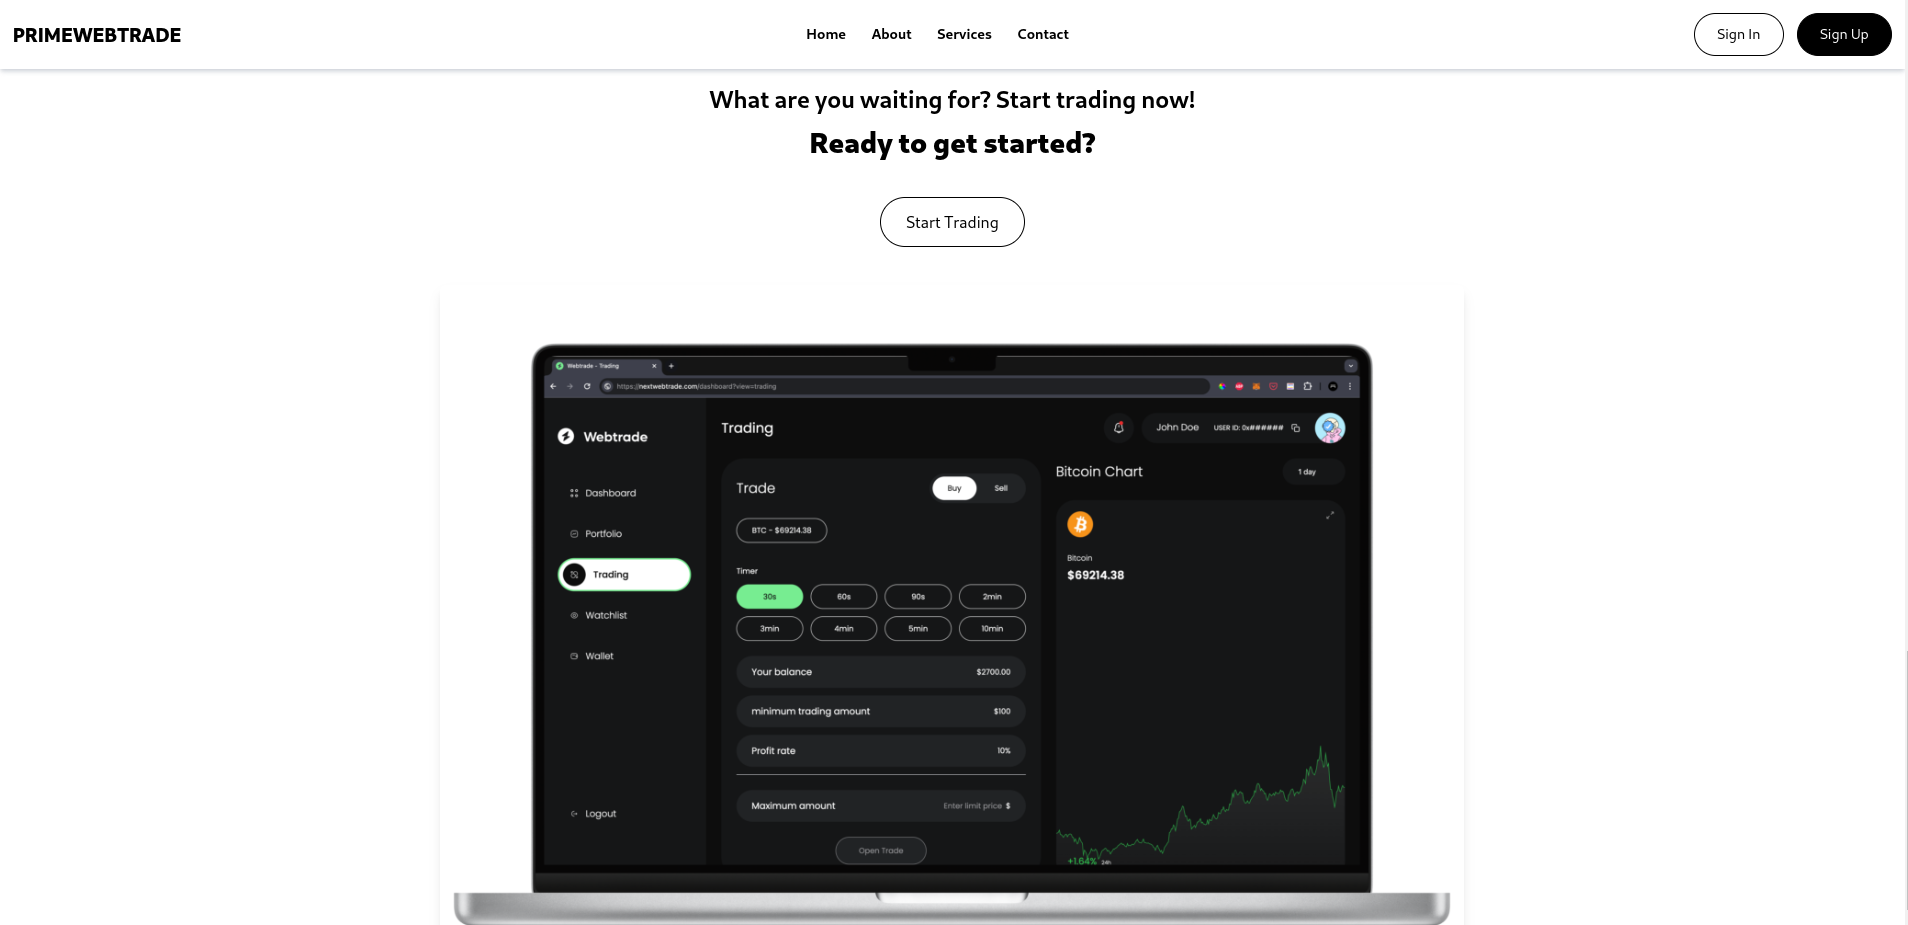 PRIMEWEBTRADE
Home About Services Contact
Sign In Sign Up
What are you waiting for? Start trading now!
Ready to get started?
Start Trading
Webtrade - Trading
https://nextwebtrade.com/dashboard?view=trading
Webtrade
Dashboard
Portfolio
Trading
Watchlist
Wallet
Logout
Trading
John Doe USER ID: 0x######
Trade
Buy Sell
BTC - $69214.38
Timer
30s 60s 90s 2min
3min 4min 5min 10min
Your balance $2700.00
minimum trading amount $100
Profit rate 10%
Maximum amount Enter limit price $
Open Trade
Bitcoin Chart 1 day
Bitcoin
$69214.38
+1.64% 24h